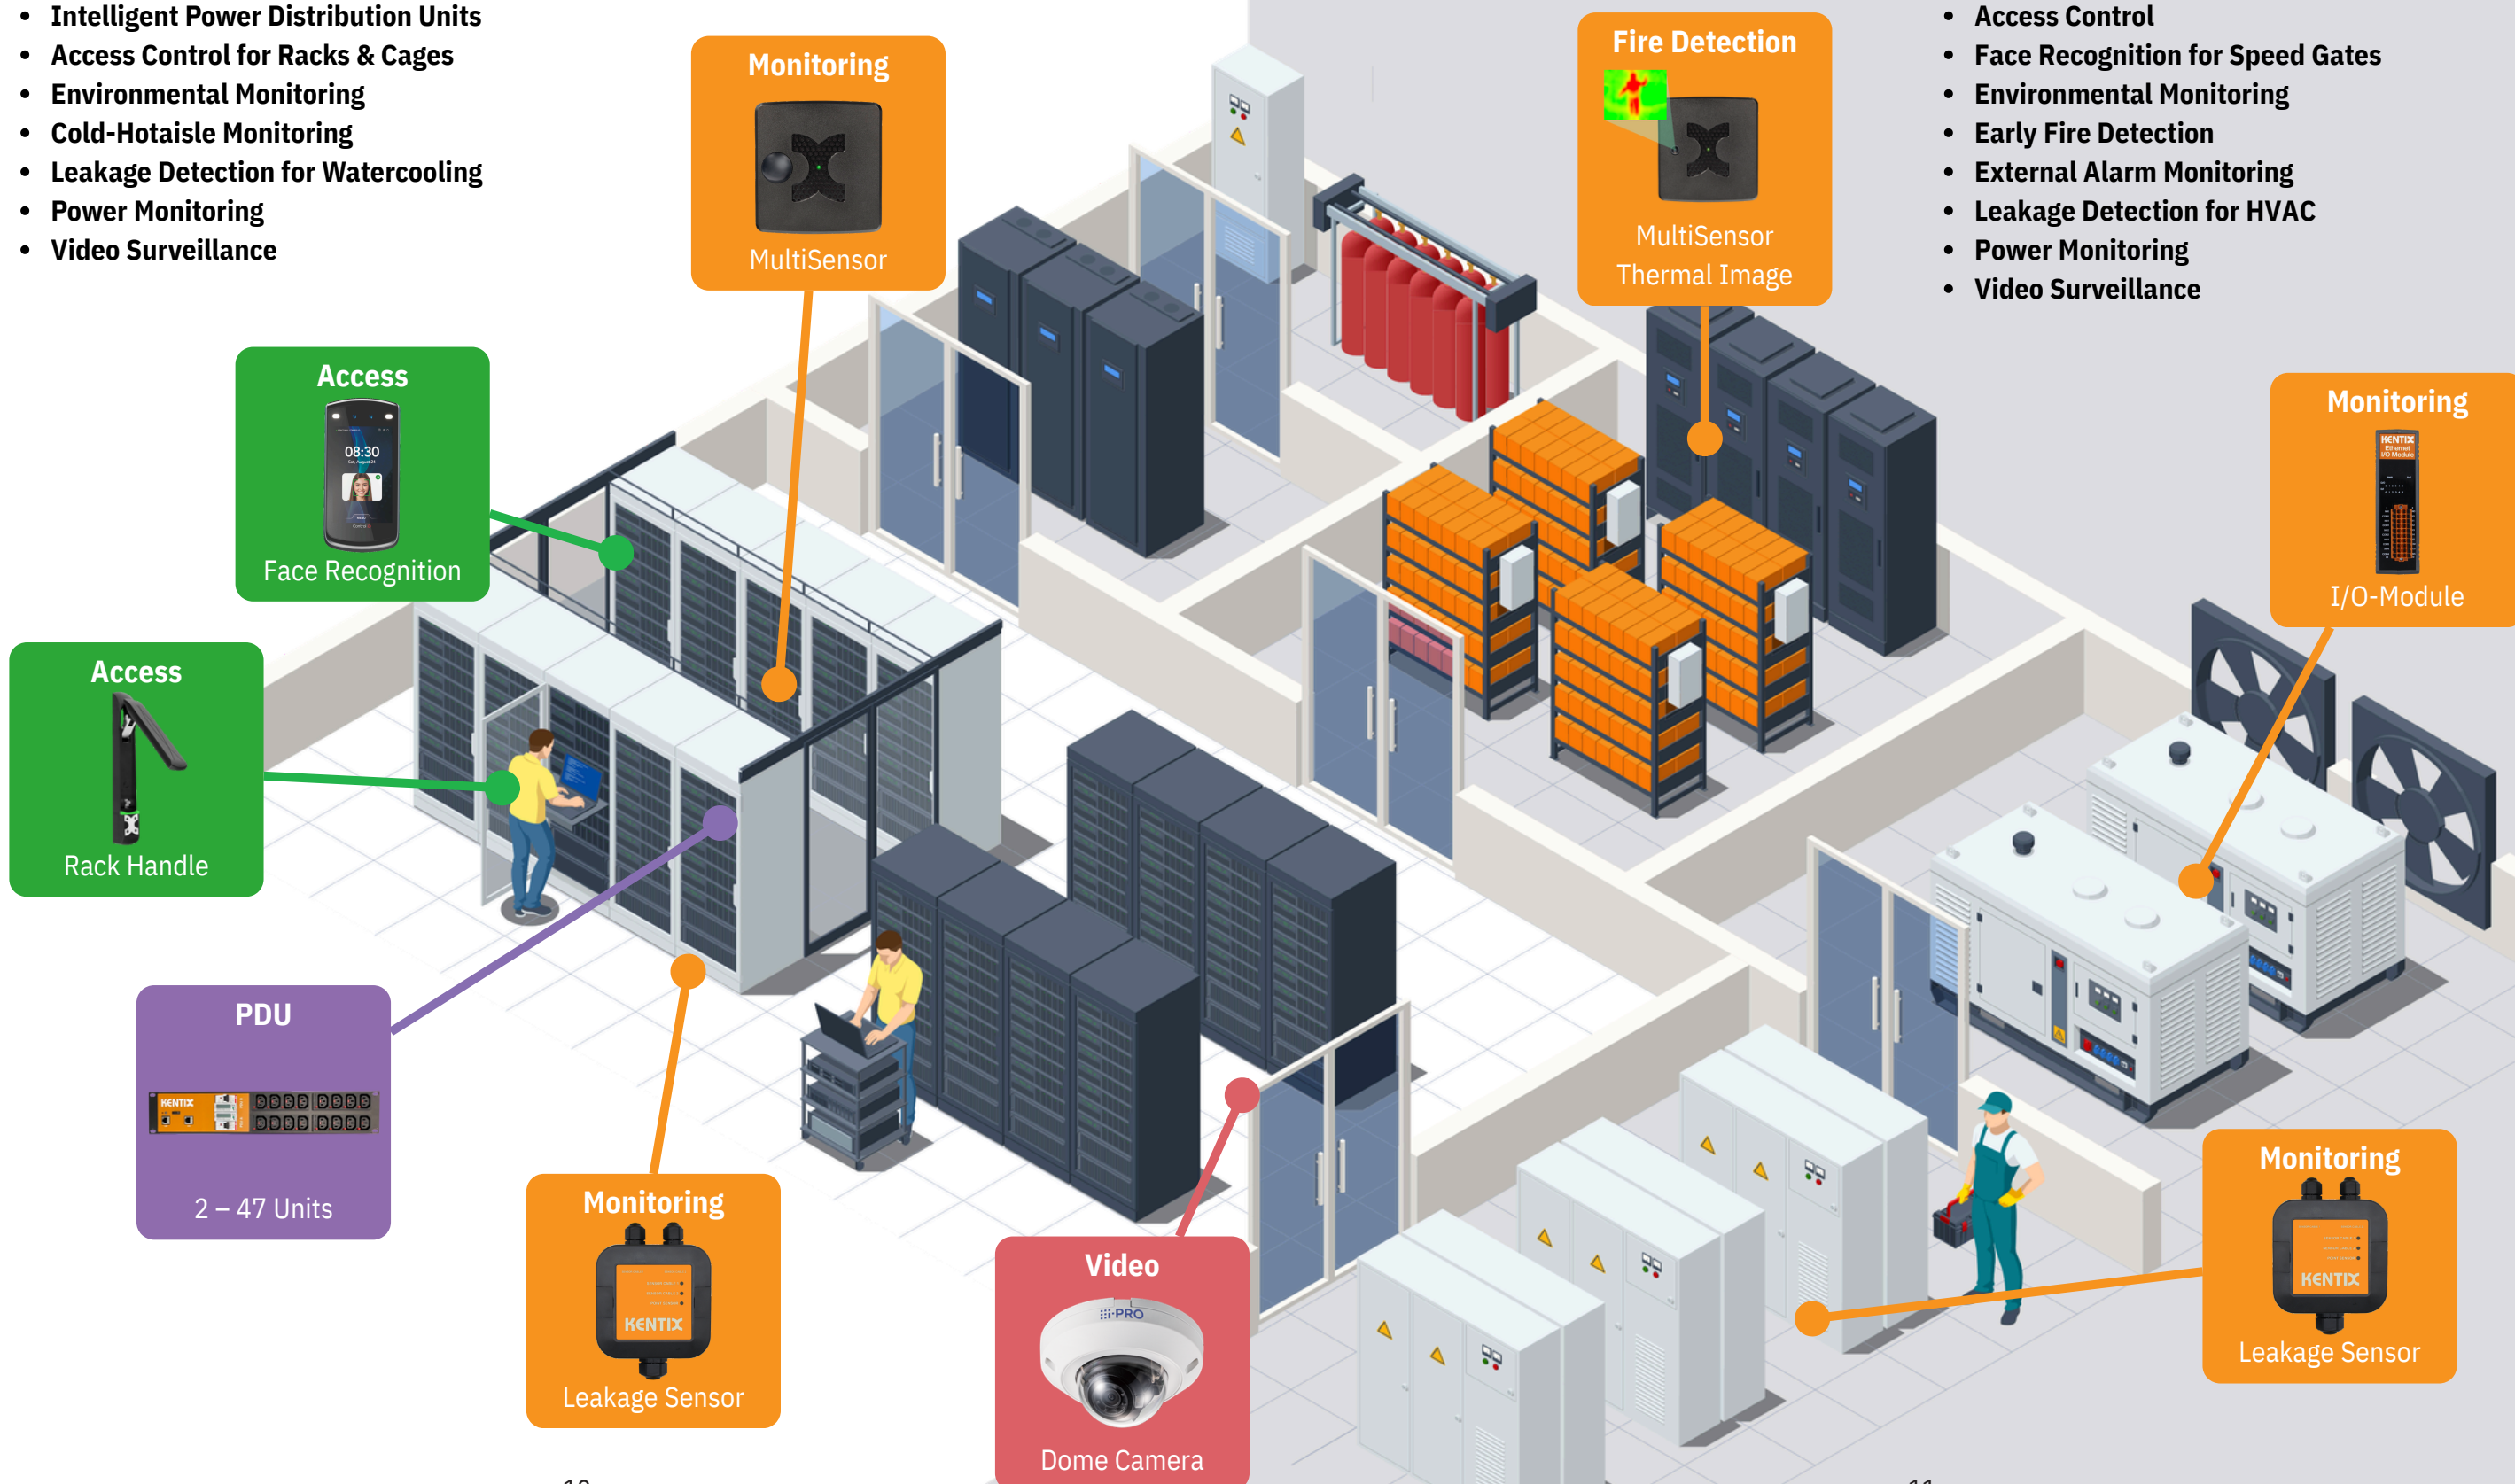 • Intelligent Power Distribution Units
• Access Control for Racks & Cages
• Environmental Monitoring
• Cold-Hotaisle Monitoring
• Leakage Detection for Watercooling
• Power Monitoring
• Video Surveillance
Monitoring
MultiSensor
Fire Detection
MultiSensor
Thermal Image
• Access Control
• Face Recognition for Speed Gates
• Environmental Monitoring
• Early Fire Detection
• External Alarm Monitoring
• Leakage Detection for HVAC
• Power Monitoring
• Video Surveillance
Access
08:30
Face Recognition
Monitoring
KENTIX
Ethernet
I/O Module
I/O-Module
Access
Rack Handle
PDU
KENTIX
2 – 47 Units
Monitoring
KENTIX
Leakage Sensor
Video
i-PRO
Dome Camera
Monitoring
KENTIX
Leakage Sensor